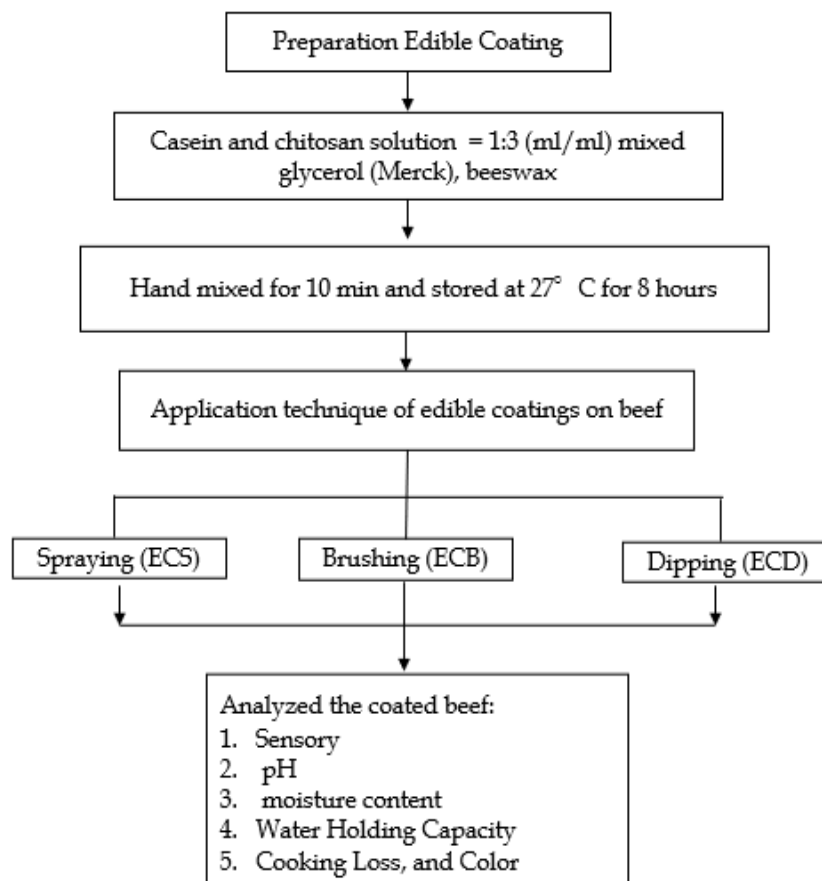 Preparation Edible Coating
Casein and chitosan solution = 1:3 (ml/ml) mixed
glycerol (Merck), beeswax
Hand mixed for 10 min and stored at 27° C for 8 hours
Application technique of edible coatings on beef
Spraying (ECS)
Brushing (ECB)
Dipping (ECD)
Analyzed the coated beef:
1. Sensory
2. pH
3. moisture content
4. Water Holding Capacity
5. Cooking Loss, and Color